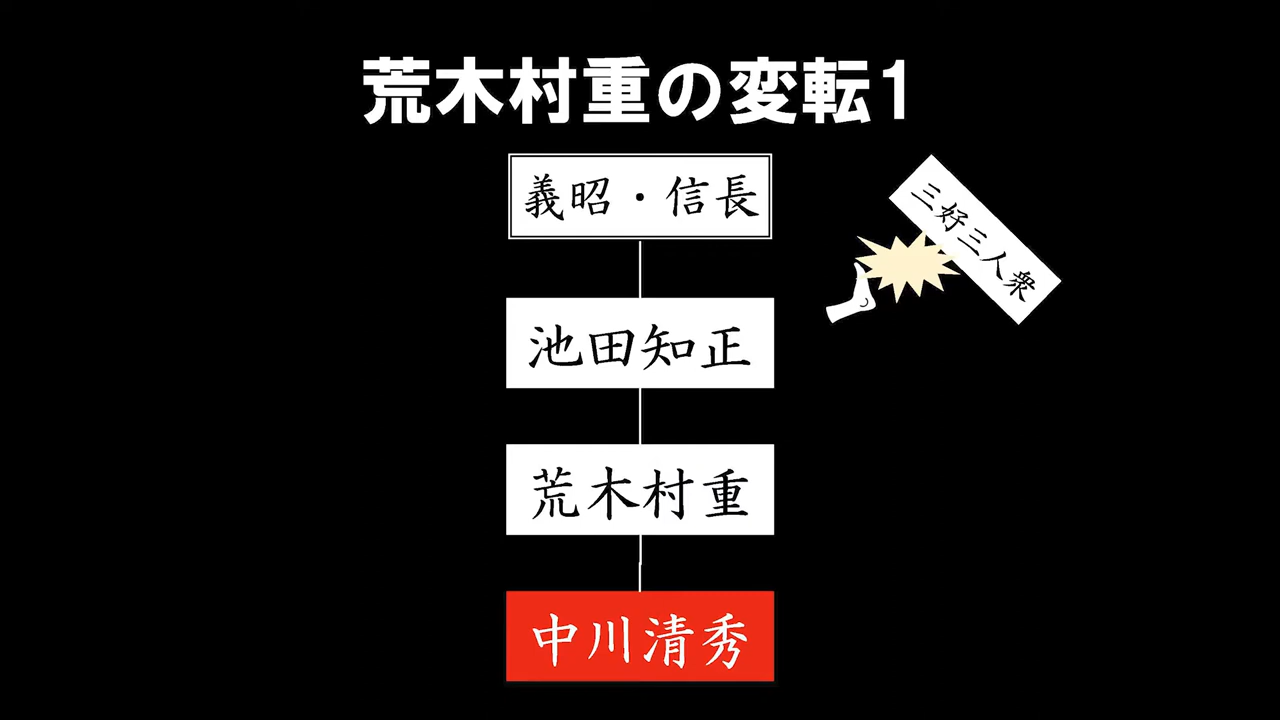 荒木村重の変転1
義昭・信長
三好三人衆
池田知正
荒木村重
中川清秀